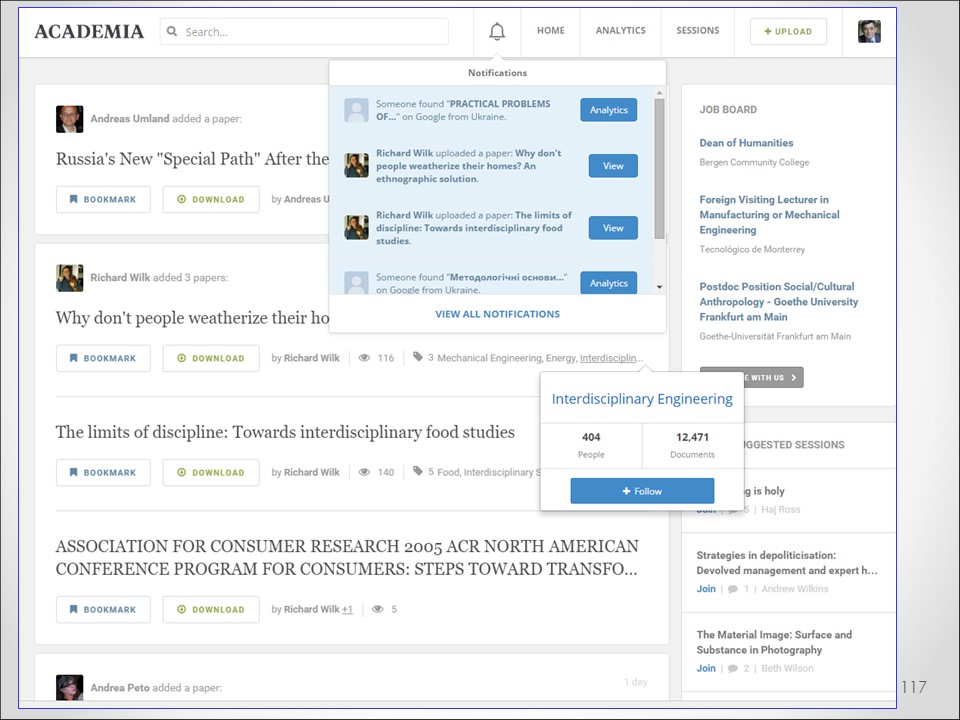 ACADEMIA
Search...
HOME
ANALYTICS
SESSIONS
+ UPLOAD
Notifications
Someone found "PRACTICAL PROBLEMS
OF..." on Google from Ukraine.
Analytics
Richard Wilk uploaded a paper: Why don't
people weatherize their homes? An
ethnographic solution.
View
Richard Wilk uploaded a paper: The limits of
discipline: Towards interdisciplinary food
studies.
View
Someone found "Методологічні основи..."
on Google from Ukraine.
Analytics
VIEW ALL NOTIFICATIONS
Andreas Umland added a paper:
Russia's New "Special Path" After the
BOOKMARK
DOWNLOAD
by Andreas U
Richard Wilk added 3 papers:
Why don't people weatherize their ho
BOOKMARK
DOWNLOAD
by Richard Wilk
116
3 Mechanical Engineering, Energy, Interdisciplin...
Interdisciplinary Engineering
404
People
12,471
Documents
+ Follow
The limits of discipline: Towards interdisciplinary food studies
BOOKMARK
DOWNLOAD
by Richard Wilk
140
5 Food, Interdisciplinary S
ASSOCIATION FOR CONSUMER RESEARCH 2005 ACR NORTH AMERICAN
CONFERENCE PROGRAM FOR CONSUMERS: STEPS TOWARD TRANSFO...
BOOKMARK
DOWNLOAD
by Richard Wilk +1
5
Andrea Peto added a paper:
1 day
JOB BOARD
Dean of Humanities
Bergen Community College
Foreign Visiting Lecturer in
Manufacturing or Mechanical
Engineering
Tecnológico de Monterrey
Postdoc Position Social/Cultural
Anthropology - Goethe University
Frankfurt am Main
Goethe-Universität Frankfurt am Main
E WITH US
GGESTED SESSIONS
g is holy
Join | 5 | Haj Ross
Strategies in depoliticisation:
Devolved management and expert h...
Join | 1 | Andrew Wilkins
The Material Image: Surface and
Substance in Photography
Join | 2 | Beth Wilson
117